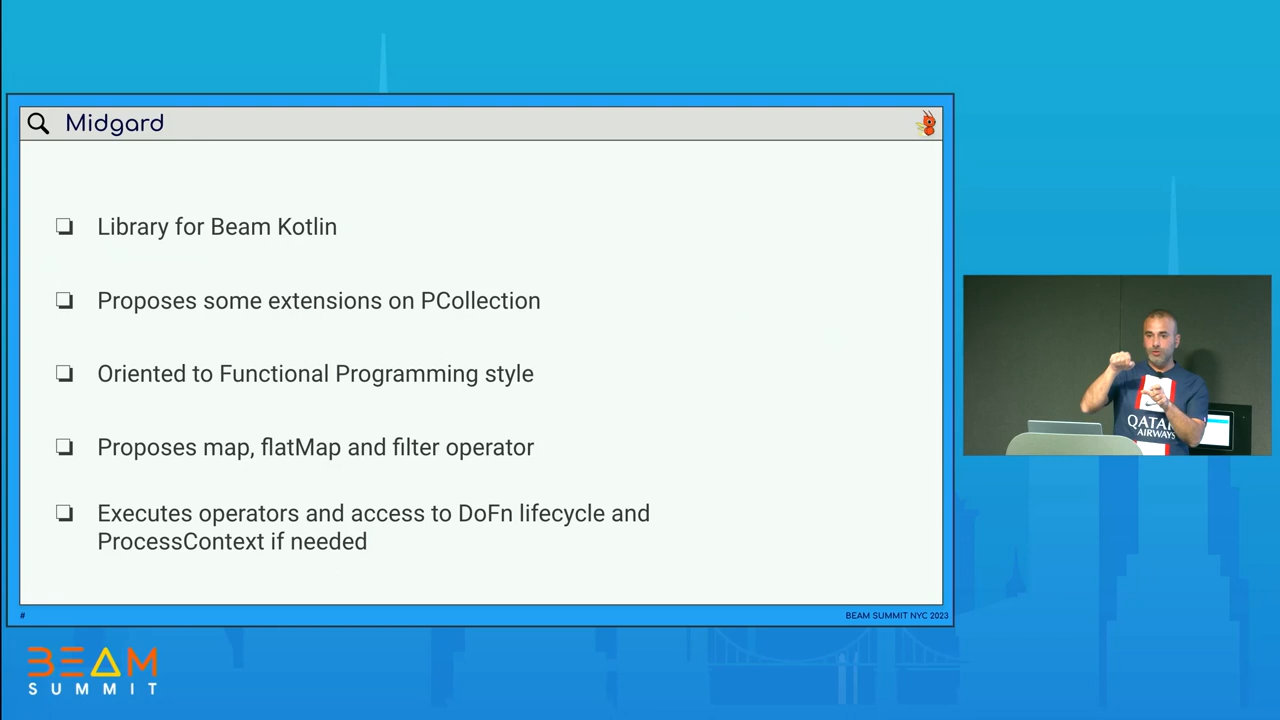 Midgard
Library for Beam Kotlin
Proposes some extensions on PCollection
Oriented to Functional Programming style
Proposes map, flatMap and filter operator
Executes operators and access to DoFn lifecycle and
ProcessContext if needed
#
BEAM SUMMIT NYC 2023
QATAR
AIRWAYS
BEAM
SUMMIT